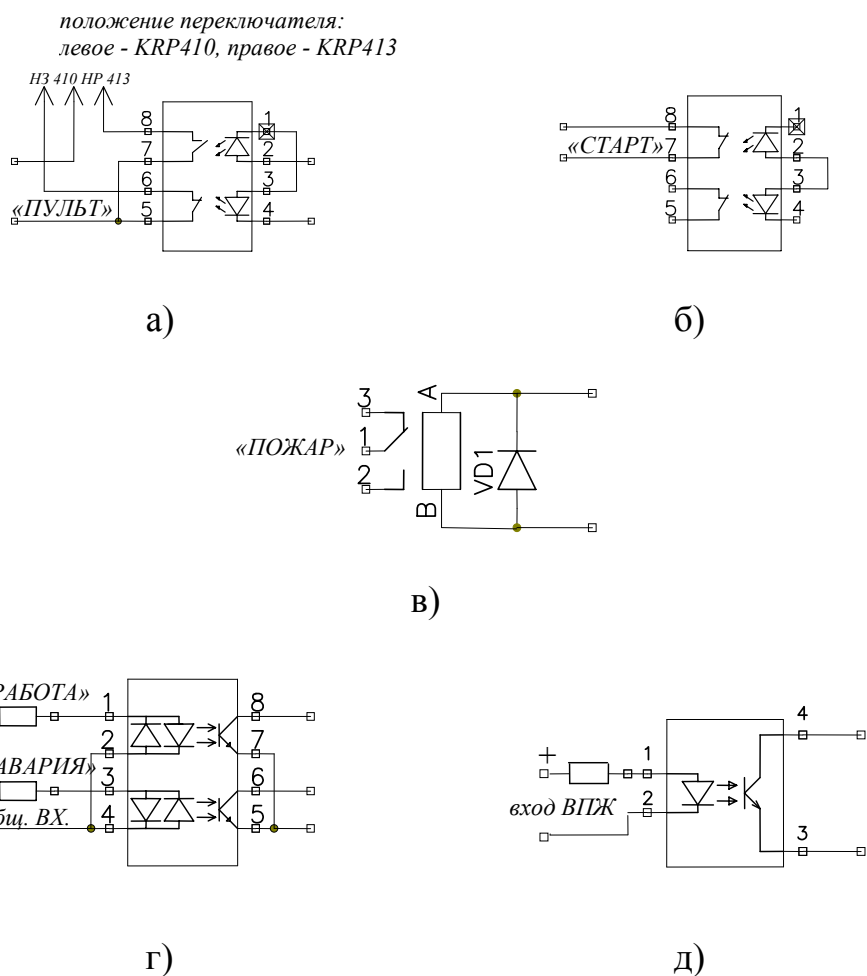 положение переключателя:
левое - KRP410, правое - KRP413
НЗ 410 НР 413
8
1
7
2
6
3
«ПУЛЬТ»
5
4
а)
8
1
«СТАРТ»
7
2
6
3
5
4
б)
3
A
«ПОЖАР»
1
2
B
VD1
в)
РАБОТА»
1
8
2
7
АВАРИЯ»
3
6
бщ. ВХ.
4
5
г)
+
1
4
вход ВПЖ
2
3
д)